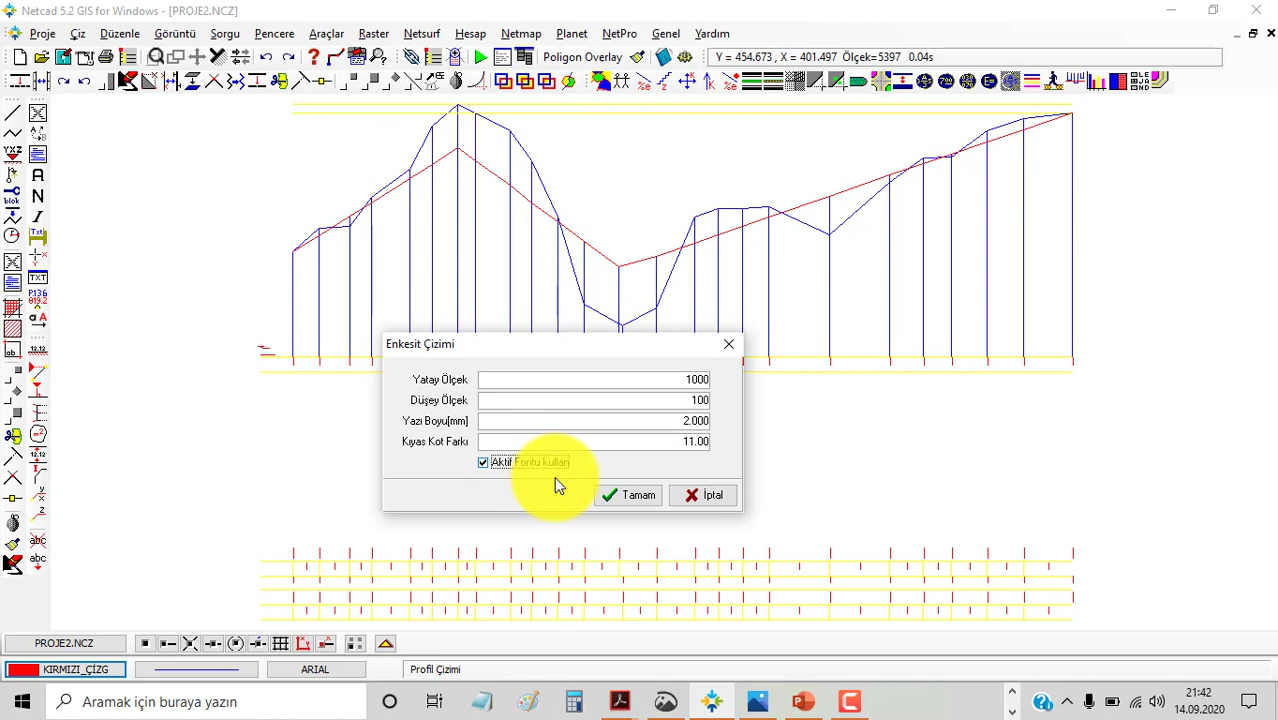 Netcad 5.2 GIS for Windows - [PROJE2.NCZ]
Proje Çiz Düzenle Görüntü Sorgu Pencere Araçlar Raster Netsurf Hesap Netmap Planet NetPro Genel Yardım
Poligon Overlay
Y = 454.673 , X = 401.497 Ölçek=5397 0.04s
Enkesit Çizimi
Yatay Ölçek 1000
Düşey Ölçek 100
Yazı Boyu[mm] 2.000
Kıyas Kot Farkı 11.00
Aktif Fontu kullan
Tamam İptal
PROJE2.NCZ
KIRMIZI_ÇİZG ARIAL Profil Çizimi
Aramak için buraya yazın
21:42
14.09.2020